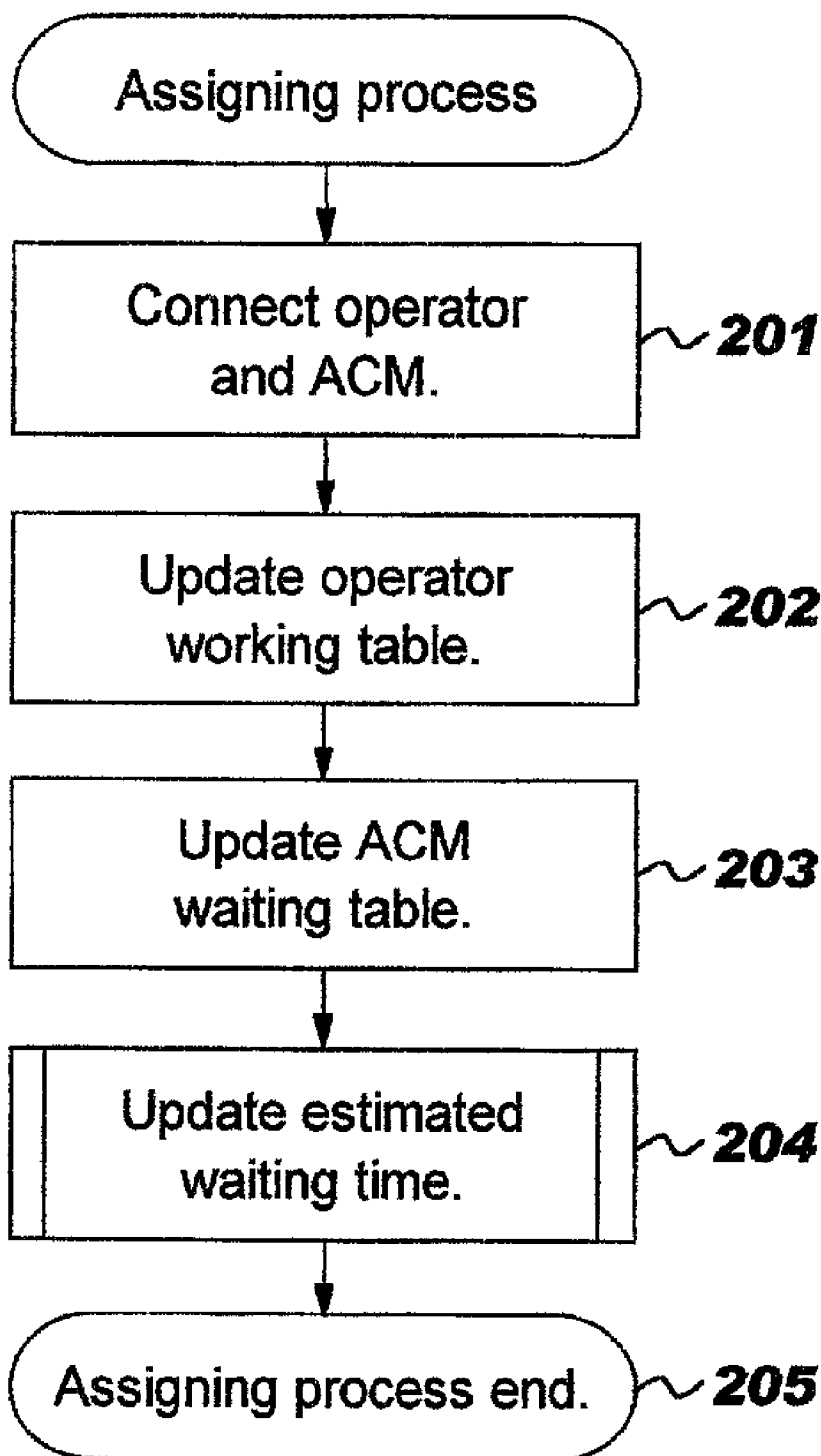 Assigning process
Connect operator
and ACM.
201
Update operator
working table.
202
Update ACM
waiting table.
203
Update estimated
waiting time.
204
Assigning process end.
205